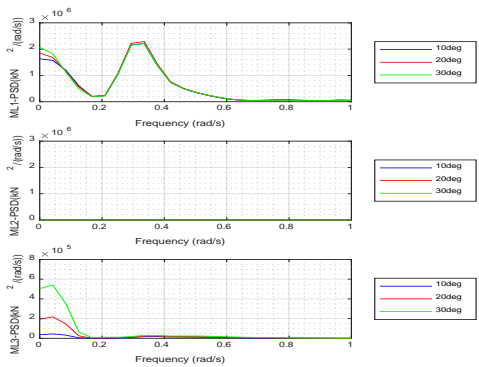 × 10^6
3
2
1
0
ML1-PSD(kN^2/(rad/s))
0 0.2 0.4 0.6 0.8 1
Frequency (rad/s)
10deg
20deg
30deg
× 10^6
3
2
1
0
ML2-PSD(kN^2/(rad/s))
0 0.2 0.4 0.6 0.8 1
Frequency (rad/s)
10deg
20deg
30deg
× 10^5
8
6
4
2
0
ML3-PSD(kN^2/(rad/s))
0 0.2 0.4 0.6 0.8 1
Frequency (rad/s)
10deg
20deg
30deg